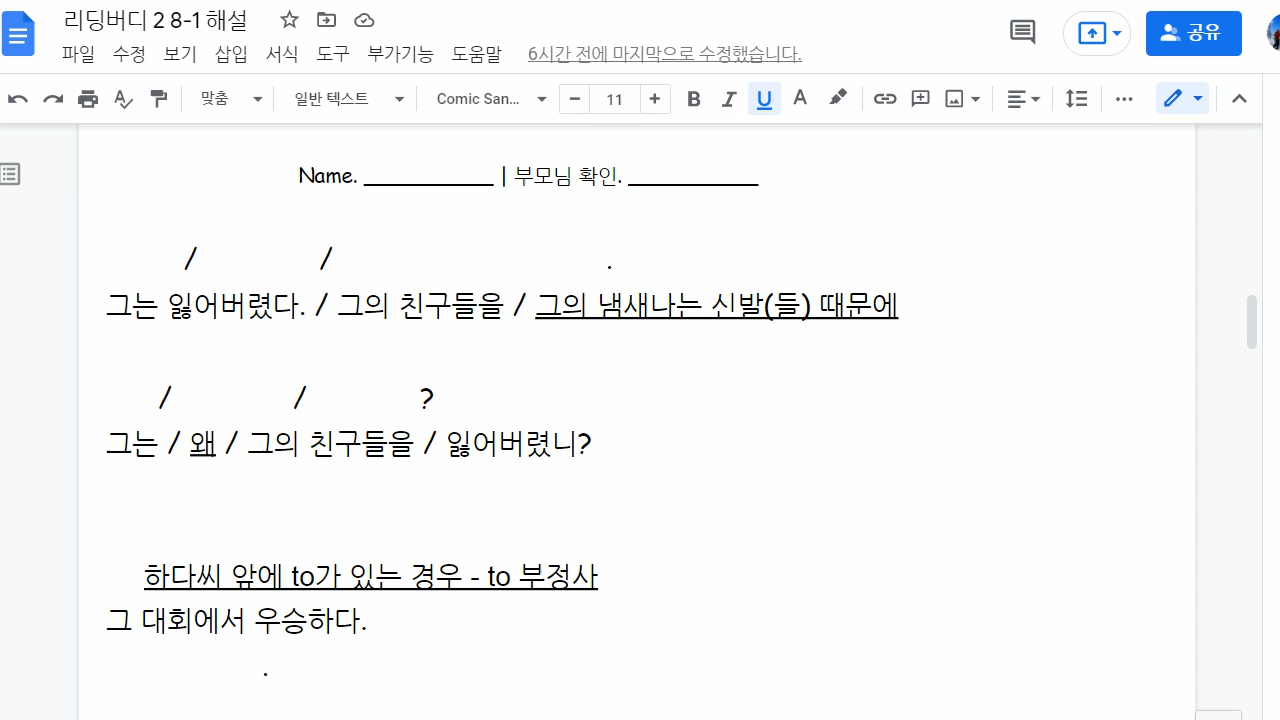 리딩버디 2 8-1 해설
파일 수정 보기 삽입 서식 도구 부가기능 도움말 6시간 전에 마지막으로 수정했습니다.
공유
맞춤 일반 텍스트 Comic San... - 11 + B I U A ...
Name. __________ | 부모님 확인. __________
/ / .
그는 잃어버렸다. / 그의 친구들을 / 그의 냄새나는 신발(들) 때문에
/ / ?
그는 / 왜 / 그의 친구들을 / 잃어버렸니?
하다씨 앞에 to가 있는 경우 - to 부정사
그 대회에서 우승하다.
.